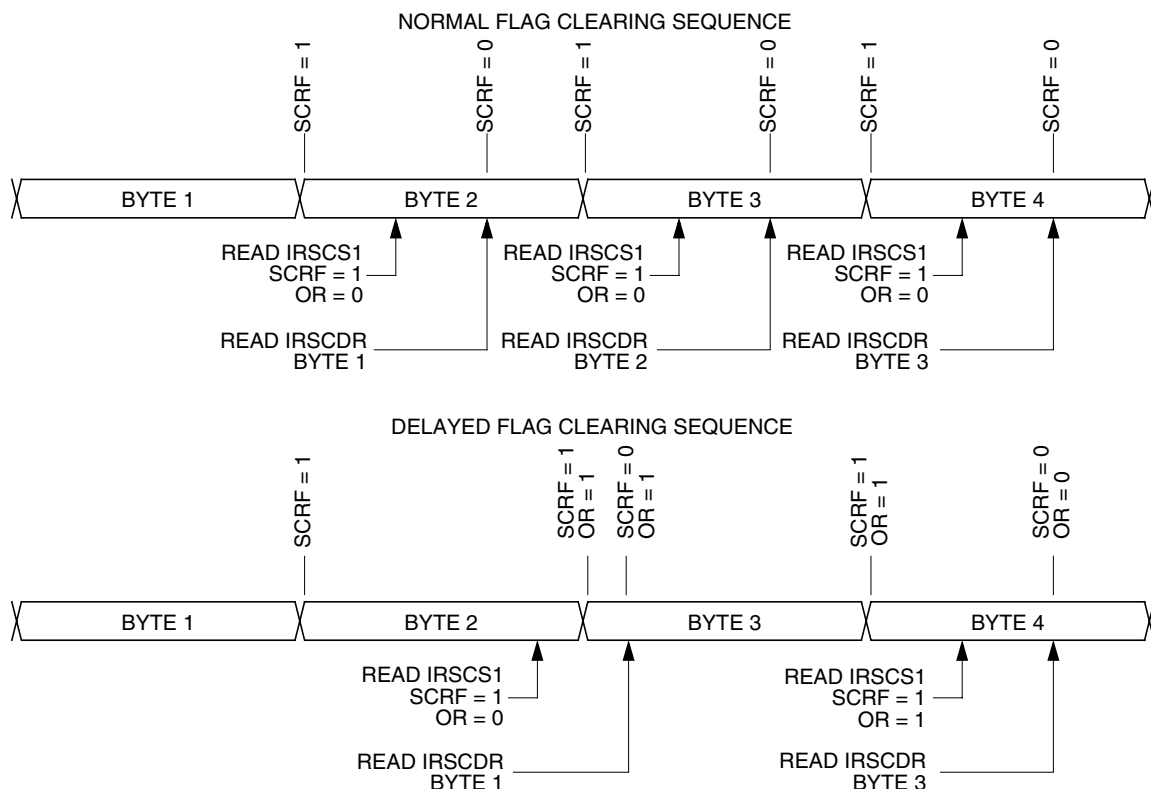 NORMAL FLAG CLEARING SEQUENCE
SCRF = 1
SCRF = 0
SCRF = 1
SCRF = 0
SCRF = 1
SCRF = 0
BYTE 1
BYTE 2
BYTE 3
BYTE 4
READ IRSCS1
SCRF = 1
OR = 0
READ IRSCS1
SCRF = 1
OR = 0
READ IRSCS1
SCRF = 1
OR = 0
READ IRSCDR
BYTE 1
READ IRSCDR
BYTE 2
READ IRSCDR
BYTE 3
DELAYED FLAG CLEARING SEQUENCE
SCRF = 1
SCRF = 1
OR = 1
SCRF = 0
OR = 1
SCRF = 1
OR = 1
SCRF = 0
OR = 0
BYTE 1
BYTE 2
BYTE 3
BYTE 4
READ IRSCS1
SCRF = 1
OR = 0
READ IRSCS1
SCRF = 1
OR = 1
READ IRSCDR
BYTE 1
READ IRSCDR
BYTE 3